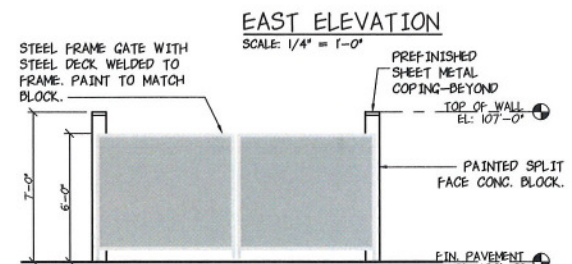 EAST ELEVATION
SCALE: 1/4" = 1'-0"
STEEL FRAME GATE WITH
STEEL DECK WELDED TO
FRAME. PAINT TO MATCH
BLOCK.
PREFINISHED
SHEET METAL
COPING-BEYOND
TOP OF WALL
EL: 107'-0"
7'-0"
6'-0"
PAINTED SPLIT
FACE CONC. BLOCK.
FIN. PAVEMENT